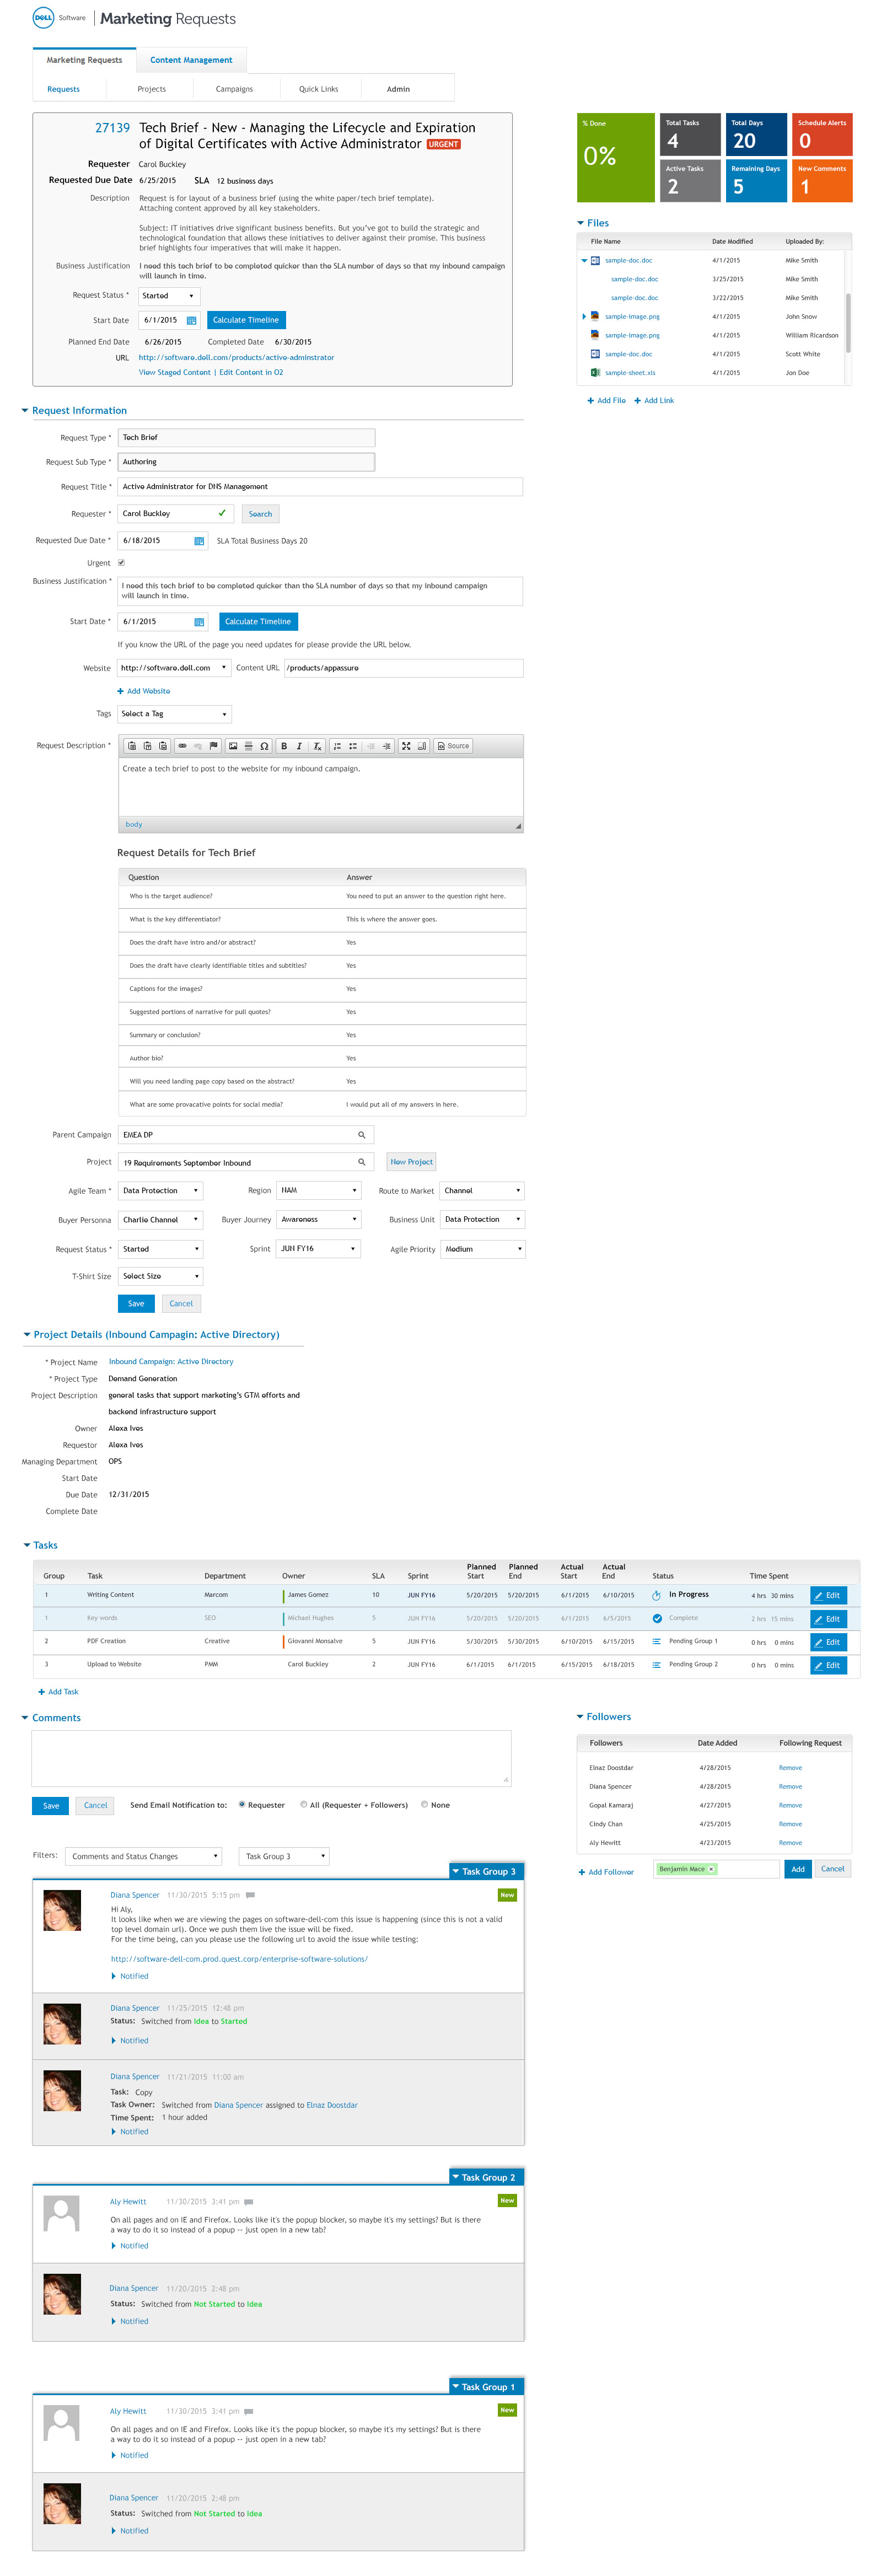 DELL Software | Marketing Requests
Marketing Requests Content Management
Requests Projects Campaigns Quick Links Admin
27139 Tech Brief - New - Managing the Lifecycle and Expiration
of Digital Certificates with Active Administrator URGENT
Requester Carol Buckley
Requested Due Date 6/25/2015 SLA 12 business days
Description Request is for layout of a business brief (using the white paper/tech brief template).
Attaching content approved by all key stakeholders.
Subject: IT initiatives drive significant business benefits. But you've got to build the strategic and
technological foundation that allows these initiatives to deliver against their promise. This business
brief highlights four imperatives that will make it happen.
Business Justification I need this tech brief to be completed quicker than the SLA number of days so that my inbound campaign
will launch in time.
Request Status * Started
Start Date 6/1/2015 Calculate Timeline
Planned End Date 6/26/2015 Completed Date 6/30/2015
URL http://software.dell.com/products/active-adminstrator
View Staged Content | Edit Content in O2
% Done
0%
Total Tasks
4
Total Days
20
Schedule Alerts
0
Active Tasks
2
Remaining Days
5
New Comments
1
Files
File Name Date Modified Uploaded By:
sample-doc.doc 4/1/2015 Mike Smith
sample-doc.doc 3/25/2015 Mike Smith
sample-doc.doc 3/22/2015 Mike Smith
sample-image.png 4/1/2015 John Snow
sample-image.png 4/1/2015 William Ricardson
sample-doc.doc 4/1/2015 Scott White
sample-sheet.xls 4/1/2015 Jon Doe
+ Add File + Add Link
Request Information
Request Type * Tech Brief
Request Sub Type * Authoring
Request Title * Active Administrator for DNS Management
Requester * Carol Buckley Search
Requested Due Date * 6/18/2015 SLA Total Business Days 20
Urgent
Business Justification * I need this tech brief to be completed quicker than the SLA number of days so that my inbound campaign
will launch in time.
Start Date * 6/1/2015 Calculate Timeline
If you know the URL of the page you need updates for please provide the URL below.
Website http://software.dell.com Content URL /products/appassure
+ Add Website
Tags Select a Tag
Request Description * Source
Create a tech brief to post to the website for my inbound campaign.
body
Request Details for Tech Brief
Question Answer
Who is the target audience? You need to put an answer to the question right here.
What is the key differentiator? This is where the answer goes.
Does the draft have intro and/or abstract? Yes
Does the draft have clearly identifiable titles and subtitles? Yes
Captions for the images? Yes
Suggested portions of narrative for pull quotes? Yes
Summary or conclusion? Yes
Author bio? Yes
Will you need landing page copy based on the abstract? Yes
What are some provacative points for social media? I would put all of my answers in here.
Parent Campaign EMEA DP
Project 19 Requirements September Inbound New Project
Agile Team * Data Protection Region NAM Route to Market Channel
Buyer Personna Charlie Channel Buyer Journey Awareness Business Unit Data Protection
Request Status * Started Sprint JUN FY16 Agile Priority Medium
T-Shirt Size Select Size
Save Cancel
Project Details (Inbound Campagin: Active Directory)
* Project Name Inbound Campaign: Active Directory
* Project Type Demand Generation
Project Description general tasks that support marketing's GTM efforts and
backend infrastructure support
Owner Alexa Ives
Requestor Alexa Ives
Managing Department OPS
Start Date
Due Date 12/31/2015
Complete Date
Tasks
Group Task Department Owner SLA Sprint Planned Start Planned End Actual Start Actual End Status Time Spent
1 Writing Content Marcom James Gomez 10 JUN FY16 5/20/2015 5/20/2015 6/1/2015 6/10/2015 In Progress 4 hrs 30 mins Edit
1 Key words SEO Michael Hughes 5 JUN FY16 5/20/2015 5/20/2015 6/1/2015 6/5/2015 Complete 2 hrs 15 mins Edit
2 PDF Creation Creative Giovanni Monsalve 5 JUN FY16 5/30/2015 5/30/2015 6/10/2015 6/15/2015 Pending Group 1 0 hrs 0 mins Edit
3 Upload to Website PMM Carol Buckley 2 JUN FY16 6/1/2015 6/1/2015 6/15/2015 6/18/2015 Pending Group 2 0 hrs 0 mins Edit
+ Add Task
Comments
Save Cancel Send Email Notification to: Requester All (Requester + Followers) None
Followers
Followers Date Added Following Request
Elnaz Doostdar 4/28/2015 Remove
Diana Spencer 4/28/2015 Remove
Gopal Kamaraj 4/27/2015 Remove
Cindy Chan 4/25/2015 Remove
Aly Hewitt 4/23/2015 Remove
+ Add Follower Benjamin Mace × Add Cancel
Filters: Comments and Status Changes Task Group 3
Task Group 3
Diana Spencer 11/30/2015 5:15 pm New
Hi Aly,
It looks like when we are viewing the pages on software-dell-com this issue is happening (since this is not a valid
top level domain url). Once we push them live the issue will be fixed.
For the time being, can you please use the following url to avoid the issue while testing:
http://software-dell-com.prod.quest.corp/enterprise-software-solutions/
Notified
Diana Spencer 11/25/2015 12:48 pm
Status: Switched from Idea to Started
Notified
Diana Spencer 11/21/2015 11:00 am
Task: Copy
Task Owner: Switched from Diana Spencer assigned to Elnaz Doostdar
Time Spent: 1 hour added
Notified
Task Group 2
Aly Hewitt 11/30/2015 3:41 pm New
On all pages and on IE and Firefox. Looks like it's the popup blocker, so maybe it's my settings? But is there
a way to do it so instead of a popup -- just open in a new tab?
Notified
Diana Spencer 11/20/2015 2:48 pm
Status: Switched from Not Started to Idea
Notified
Task Group 1
Aly Hewitt 11/30/2015 3:41 pm New
On all pages and on IE and Firefox. Looks like it's the popup blocker, so maybe it's my settings? But is there
a way to do it so instead of a popup -- just open in a new tab?
Notified
Diana Spencer 11/20/2015 2:48 pm
Status: Switched from Not Started to Idea
Notified